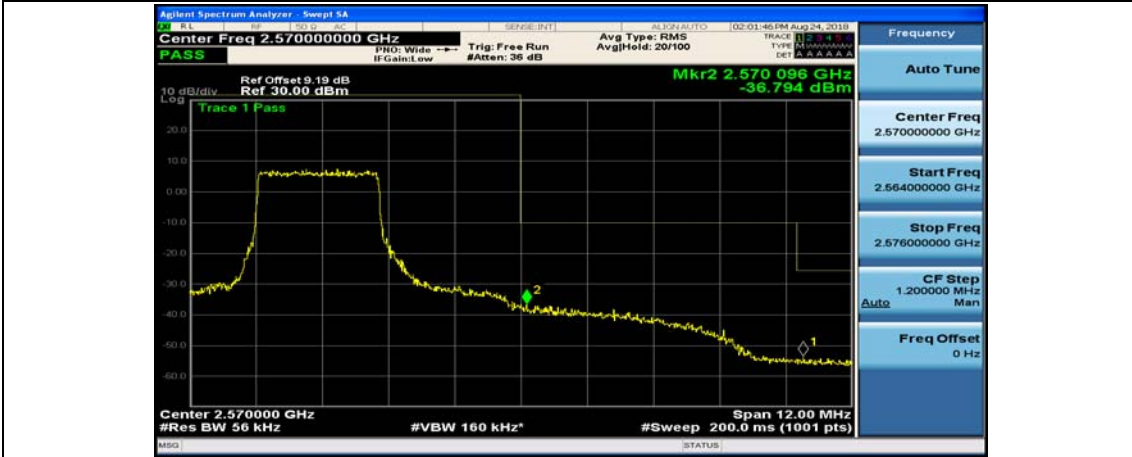 Agilent Spectrum Analyzer - Swept SA
RL RF 50 Ω AC SENSE:INT ALIGN AUTO 02:01:46 PM Aug 24, 2018
Center Freq 2.570000000 GHz
PASS
PNO: Wide
IFGain:Low
Trig: Free Run
#Atten: 36 dB
Avg Type: RMS
Avg|Hold: 20/100
TRACE 1 2 3 4 5 6
TYPE M
DET A A A A A A
Frequency
Ref Offset 9.19 dB
Ref 30.00 dBm
10 dB/div
Log
Mkr2 2.570 096 GHz
-36.794 dBm
Trace 1 Pass
20.0
10.0
0.00
-10.0
-20.0
-30.0
-40.0
-50.0
-60.0
2
1
Center 2.570000 GHz
#Res BW 56 kHz
#VBW 160 kHz*
Span 12.00 MHz
#Sweep 200.0 ms (1001 pts)
MSG
STATUS
Auto Tune
Center Freq
2.570000000 GHz
Start Freq
2.564000000 GHz
Stop Freq
2.576000000 GHz
CF Step
1.200000 MHz
Auto Man
Freq Offset
0 Hz